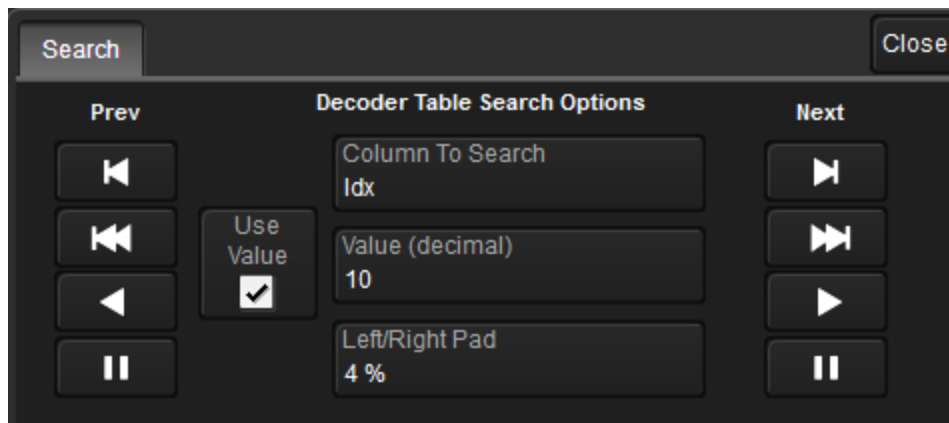 Search
Close
Prev
Decoder Table Search Options
Next
Column To Search
Idx
Use
Value
Value (decimal)
10
Left/Right Pad
4 %